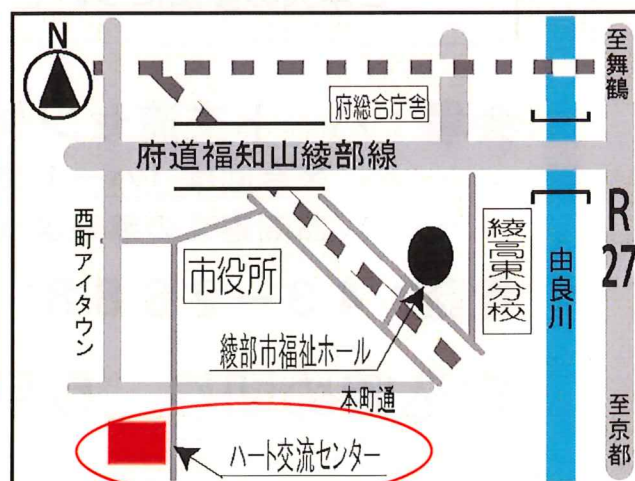 N
至舞鶴
府総合庁舎
府道福知山綾部線
R
27
西町アイタウン
市役所
綾高東分校
由良川
綾部市福祉ホール
本町通
至京都
ハート交流センター